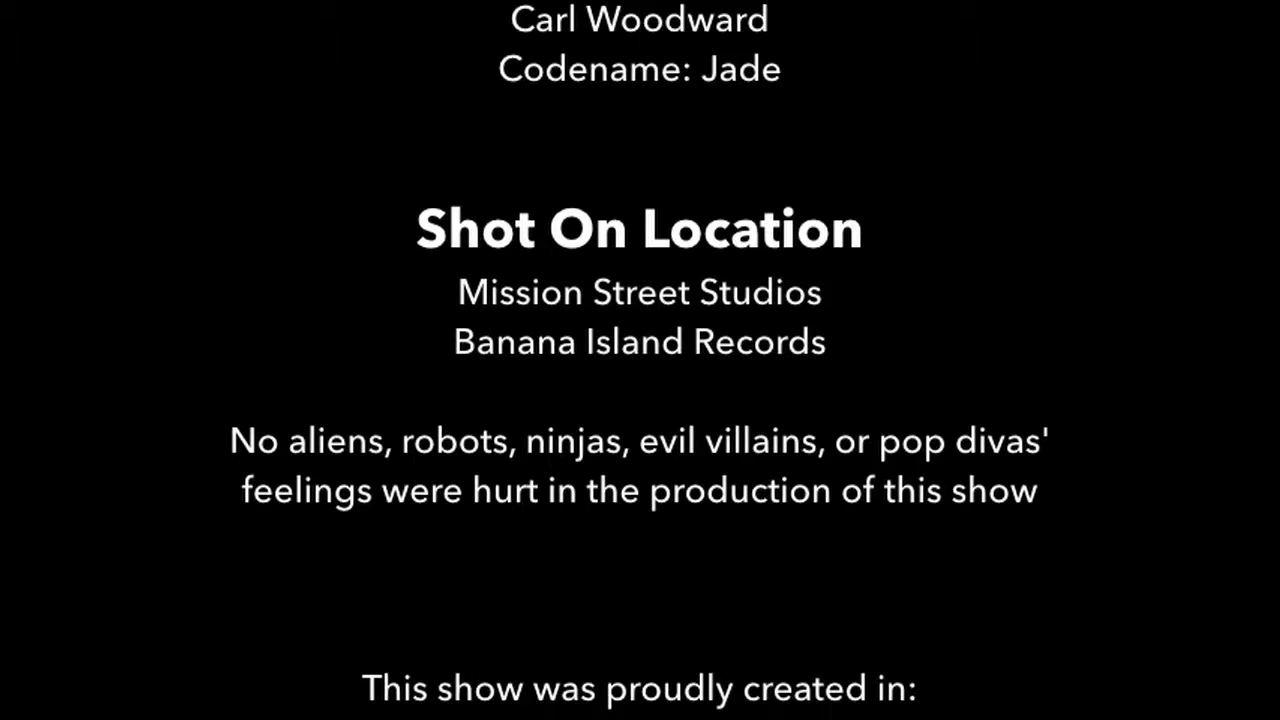 Carl Woodward
Codename: Jade
Shot On Location
Mission Street Studios
Banana Island Records
No aliens, robots, ninjas, evil villains, or pop divas'
feelings were hurt in the production of this show
This show was proudly created in: